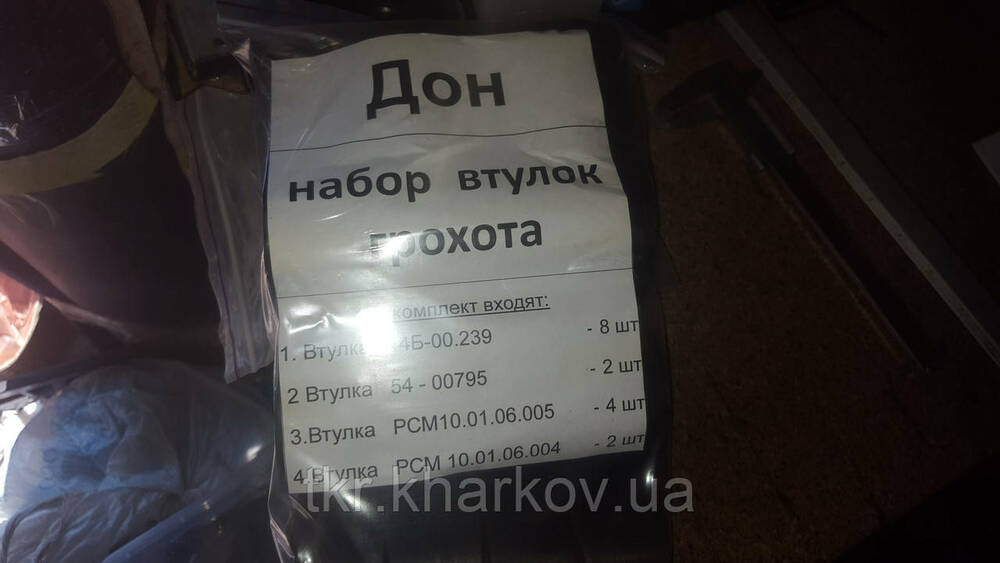 Дон
набор втулок
грохота
комплект входят:
1. Втулка 4Б-00.239 - 8 шт
2 Втулка 54 - 00795 - 2 шт
3.Втулка РСМ10.01.06.005 - 4 шт
4.Втулка РСМ 10.01.06.004 - 2 шт
tkr.kharkov.ua